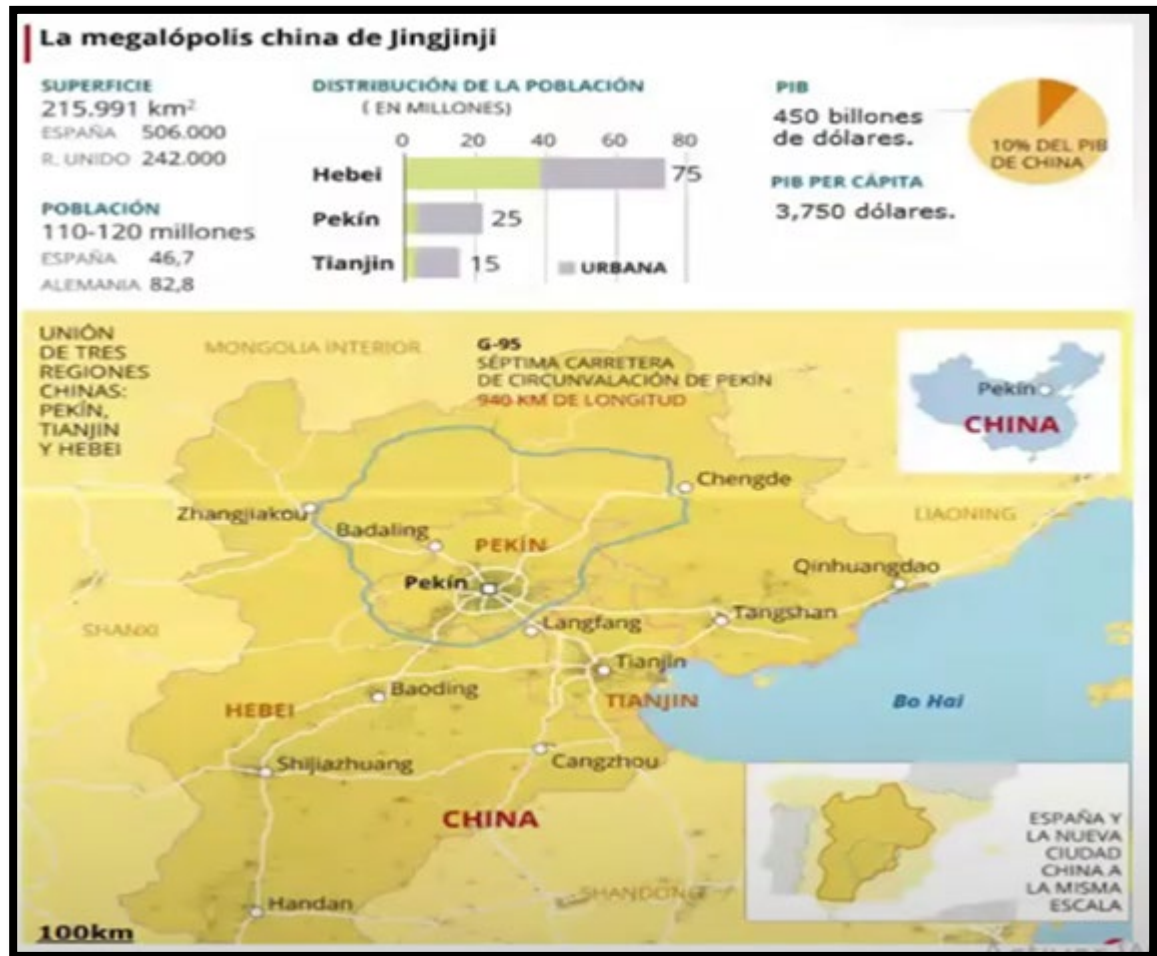 La megalópolis china de Jingjinji
SUPERFICIE
215.991 km²
ESPAÑA 506.000
R. UNIDO 242.000
POBLACIÓN
110-120 millones
ESPAÑA 46,7
ALEMANIA 82,8
DISTRIBUCIÓN DE LA POBLACIÓN
( EN MILLONES)
0 20 40 60 80
Hebei 75
Pekín 25
Tianjin 15
URBANA
PIB
450 billones
de dólares.
10% DEL PIB
DE CHINA
PIB PER CÁPITA
3,750 dólares.
UNIÓN
DE TRES
REGIONES
CHINAS:
PEKÍN,
TIANJIN
Y HEBEI
MONGOLIA INTERIOR
G-95
SÉPTIMA CARRETERA
DE CIRCUNVALACIÓN DE PEKÍN
940 KM DE LONGITUD
Pekín
CHINA
Chengde
Zhangjiakou
Badaling
LIAONING
PEKÍN
Qinhuangdao
Pekín
Tangshan
Langfang
SHANXI
Tianjin
Baoding
TIANJIN
Bo Hai
HEBEI
Shijiazhuang
Cangzhou
CHINA
ESPAÑA Y
LA NUEVA
CIUDAD
CHINA A
LA MISMA
ESCALA
SHANDONG
Handan
100km